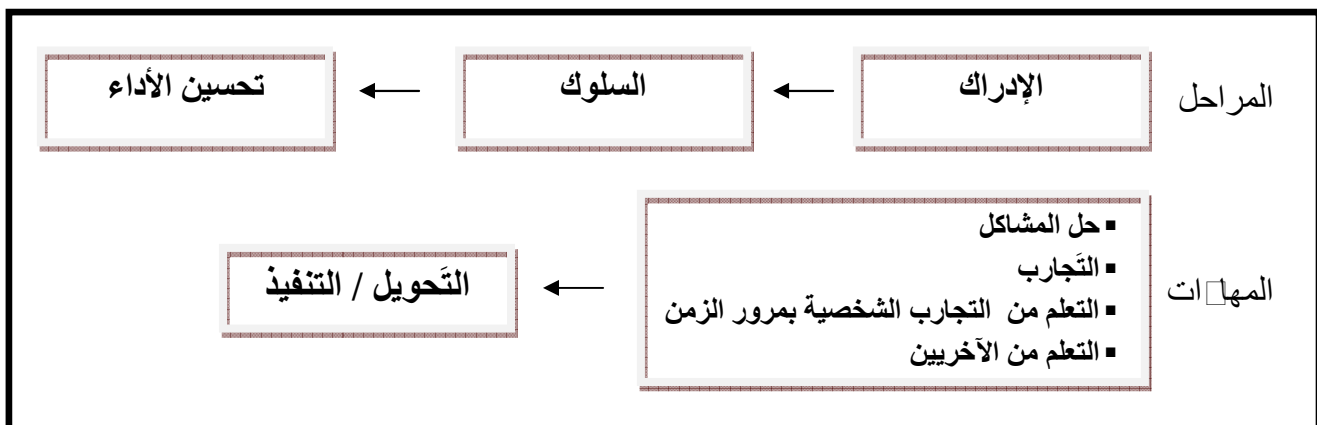 المراحل
الإدراك
السلوك
تحسين الأداء
▪ حل المشاكل
▪ التَجارب
▪ التعلم من التجارب الشخصية بمرور الزمن
▪ التعلم من الآخريين
التَحويل / التنفيذ